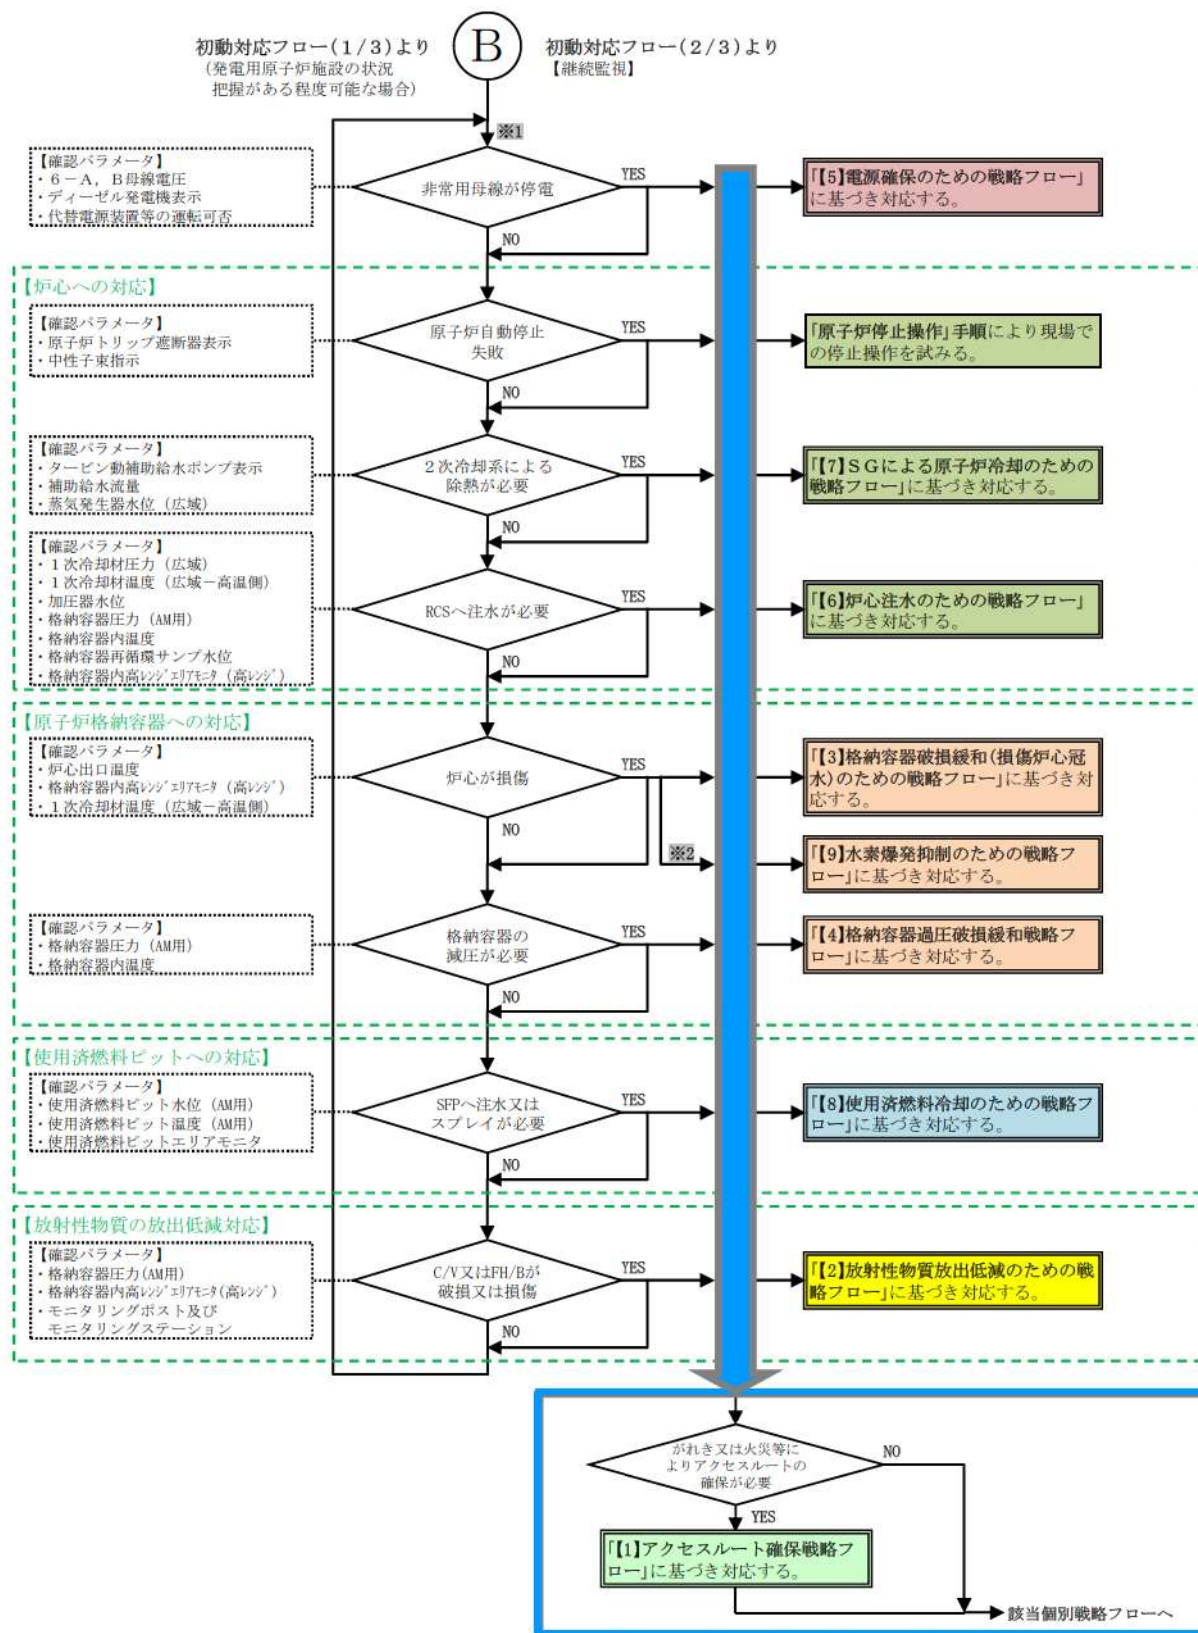 初動対応フロー(1/3)より
(発電用原子炉施設の状況
把握がある程度可能な場合)
B
初動対応フロー(2/3)より
【継続監視】
※1
【確認パラメータ】
・6－A，B母線電圧
・ディーゼル発電機表示
・代替電源装置等の運転可否
非常用母線が停電
YES
NO
「【5】電源確保のための戦略フロー」
に基づき対応する。
【炉心への対応】
【確認パラメータ】
・原子炉トリップ遮断器表示
・中性子束指示
原子炉自動停止
失敗
YES
NO
「原子炉停止操作」手順により現場で
の停止操作を試みる。
【確認パラメータ】
・タービン動補助給水ポンプ表示
・補助給水流量
・蒸気発生器水位（広域）
2次冷却系による
除熱が必要
YES
NO
「【7】SGによる原子炉冷却のための
戦略フロー」に基づき対応する。
【確認パラメータ】
・1次冷却材圧力（広域）
・1次冷却材温度（広域－高温側）
・加圧器水位
・格納容器圧力（AM用）
・格納容器内温度
・格納容器再循環サンプ水位
・格納容器内高ﾚﾝｼﾞｴﾘｱﾓﾆﾀ（高ﾚﾝｼﾞ）
RCSへ注水が必要
YES
NO
「【6】炉心注水のための戦略フロー」
に基づき対応する。
【原子炉格納容器への対応】
【確認パラメータ】
・炉心出口温度
・格納容器内高ﾚﾝｼﾞｴﾘｱﾓﾆﾀ（高ﾚﾝｼﾞ）
・1次冷却材温度（広域－高温側）
炉心が損傷
YES
NO
※2
「【3】格納容器破損緩和(損傷炉心冠
水)のための戦略フロー」に基づき対
応する。
「【9】水素爆発抑制のための戦略フ
ロー」に基づき対応する。
【確認パラメータ】
・格納容器圧力（AM用）
・格納容器内温度
格納容器の
減圧が必要
YES
NO
「【4】格納容器過圧破損緩和戦略フ
ロー」に基づき対応する。
【使用済燃料ピットへの対応】
【確認パラメータ】
・使用済燃料ピット水位（AM用）
・使用済燃料ピット温度（AM用）
・使用済燃料ピットエリアモニタ
SFPへ注水又は
スプレイが必要
YES
NO
「【8】使用済燃料冷却のための戦略フ
ロー」に基づき対応する。
【放射性物質の放出低減対応】
【確認パラメータ】
・格納容器圧力(AM用)
・格納容器内高ﾚﾝｼﾞｴﾘｱﾓﾆﾀ(高ﾚﾝｼﾞ)
・モニタリングポスト及び
モニタリングステーション
C/V又はFH/Bが
破損又は損傷
YES
NO
「【2】放射性物質放出低減のための戦
略フロー」に基づき対応する。
がれき又は火災等に
よりアクセスルートの
確保が必要
NO
YES
「【1】アクセスルート確保戦略フ
ロー」に基づき対応する。
該当個別戦略フローへ